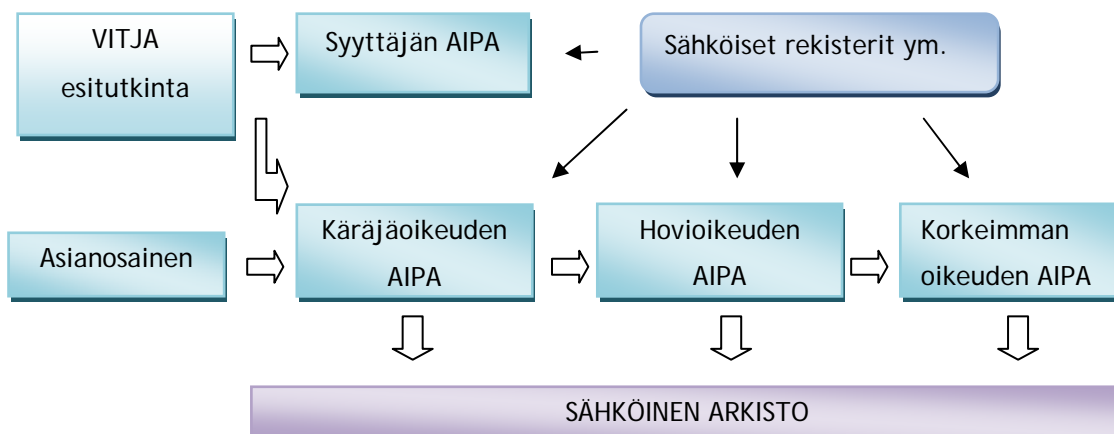 VITJA
esitutkinta
Syyttäjän AIPA
Sähköiset rekisterit ym.
Asianosainen
Käräjäoikeuden
AIPA
Hovioikeuden
AIPA
Korkeimman
oikeuden AIPA
SÄHKÖINEN ARKISTO